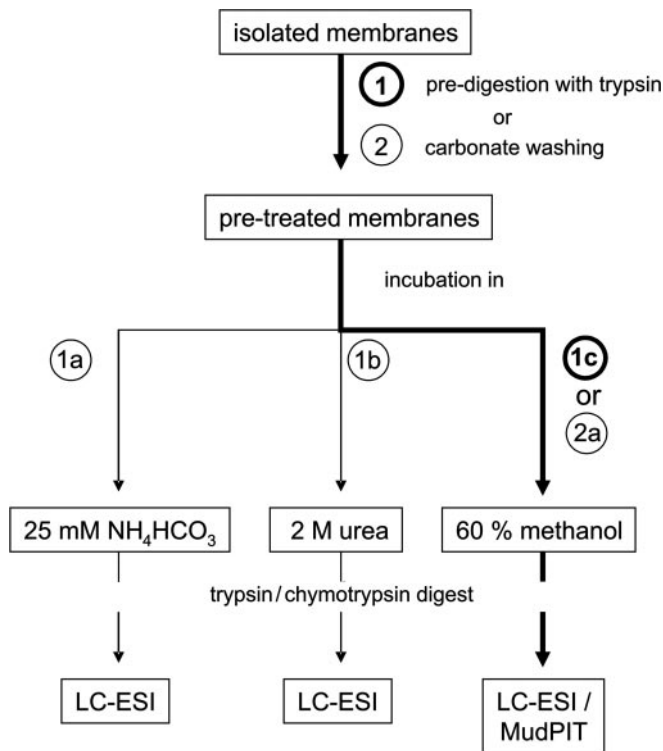 isolated membranes
1 pre-digestion with trypsin
or
2 carbonate washing
pre-treated membranes
incubation in
1a 1b 1c
or
2a
25 mM NH₄HCO₃ 2 M urea 60 % methanol
trypsin/chymotrypsin digest
LC-ESI LC-ESI LC-ESI /
MudPIT